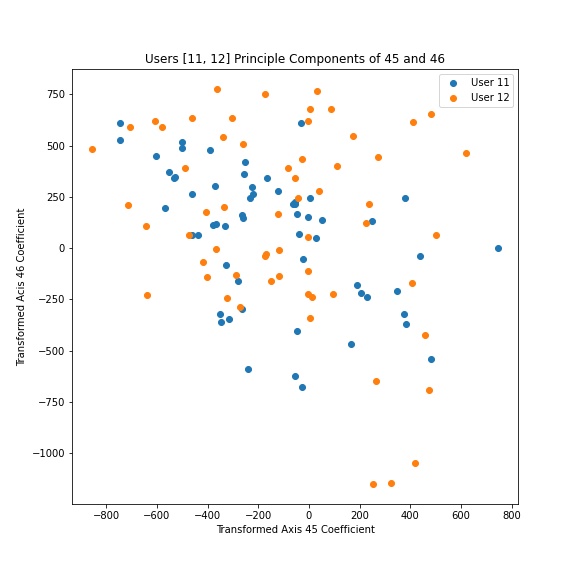 Users [11, 12] Principle Components of 45 and 46
User 11
User 12
750
500
250
0
−250
−500
−750
−1000
Transformed Acis 46 Coefficient
−800 −600 −400 −200 0 200 400 600 800
Transformed Axis 45 Coefficient